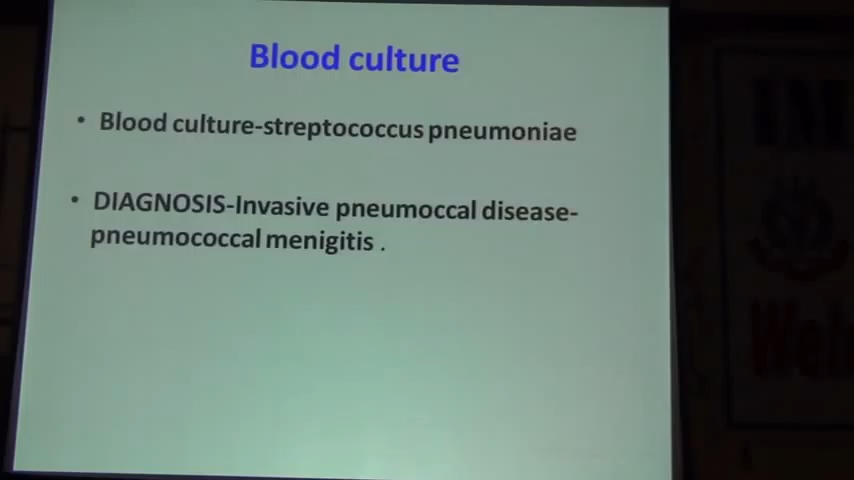 Blood culture
• Blood culture-streptococcus pneumoniae
• DIAGNOSIS-Invasive pneumoccal disease-
pneumococcal menigitis .